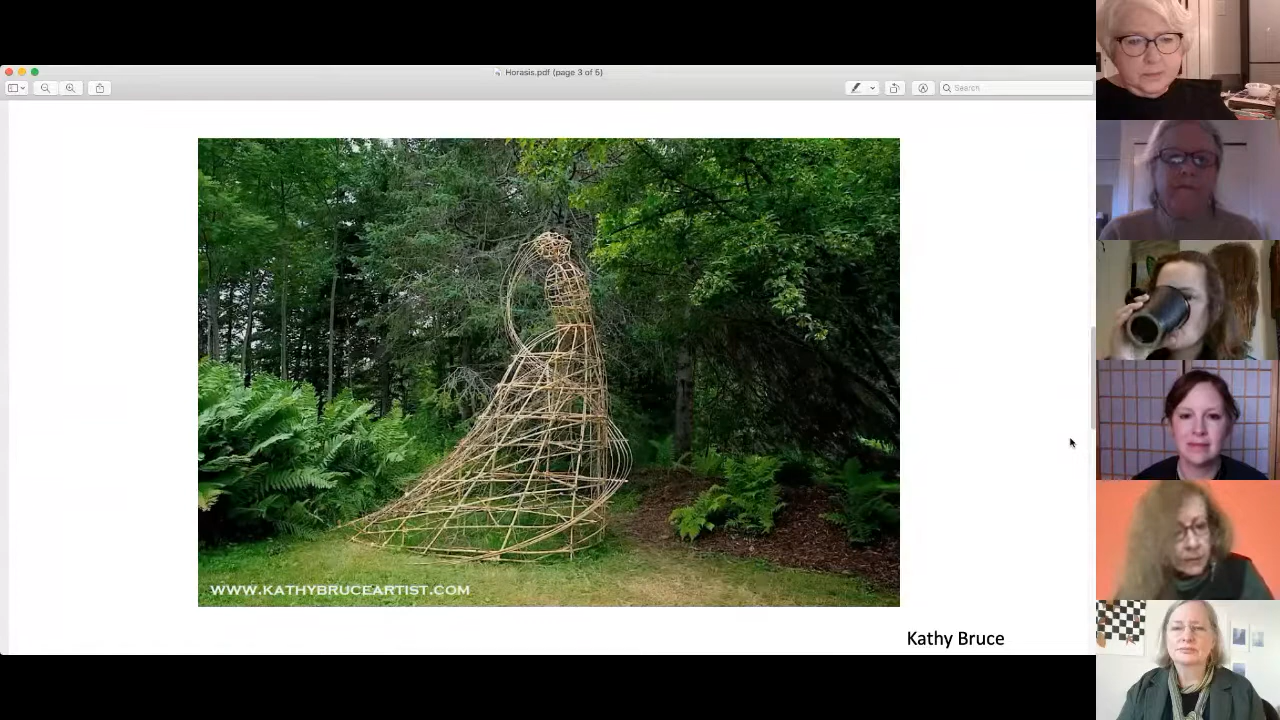 Horasis.pdf (page 3 of 5)
Search
WWW.KATHYBRUCEARTIST.COM
Kathy Bruce